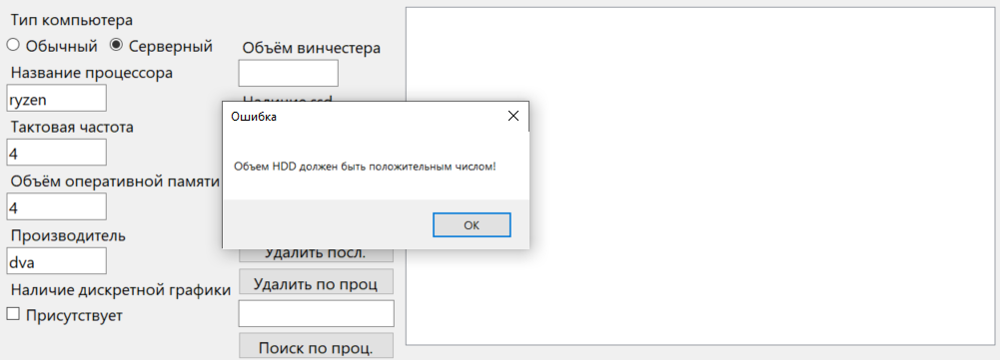 Тип компьютера
Обычный
Серверный
Название процессора
ryzen
Тактовая частота
4
Объём оперативной памяти
4
Производитель
dva
Наличие дискретной графики
Присутствует
Объём винчестера
Наличие ssd
Ошибка
Объем HDD должен быть положительным числом!
OK
Удалить посл.
Удалить по проц
Поиск по проц.